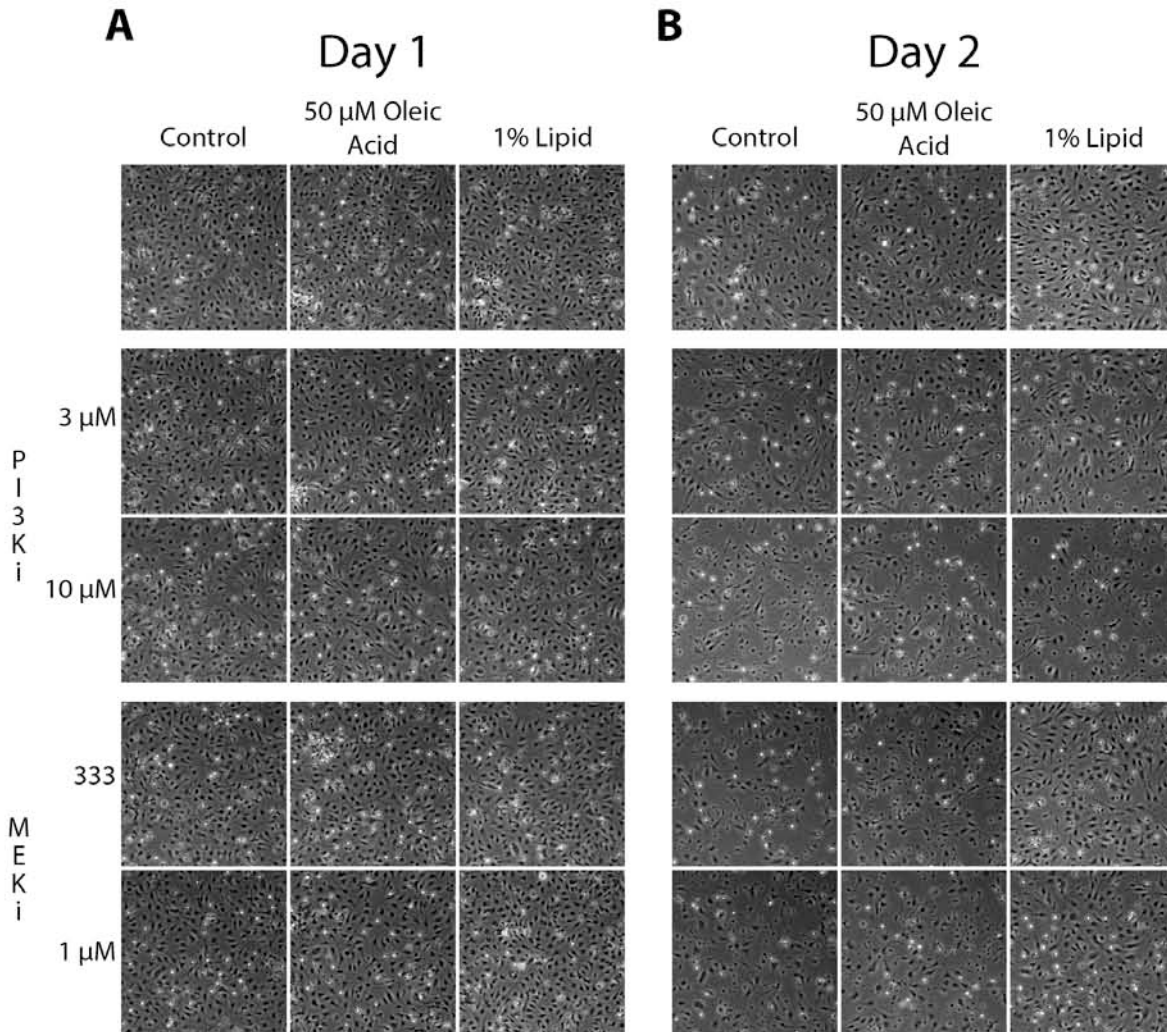 A
Day 1
Control
50 μM Oleic
Acid
1% Lipid
B
Day 2
Control
50 μM Oleic
Acid
1% Lipid
P
I
3
K
i
3 μM
10 μM
M
E
K
i
333
1 μM